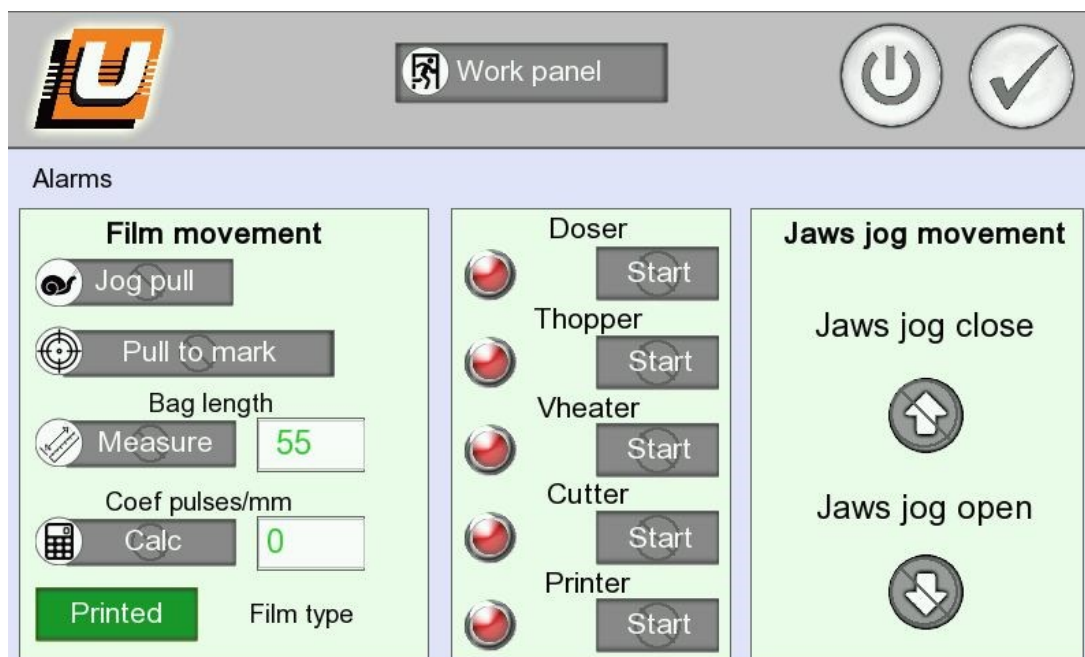 U
Work panel
Alarms
Film movement
Jog pull
Pull to mark
Bag length
Measure 55
Coef pulses/mm
Calc 0
Printed Film type
Doser
Start
Thopper
Start
Vheater
Start
Cutter
Start
Printer
Start
Jaws jog movement
Jaws jog close
Jaws jog open